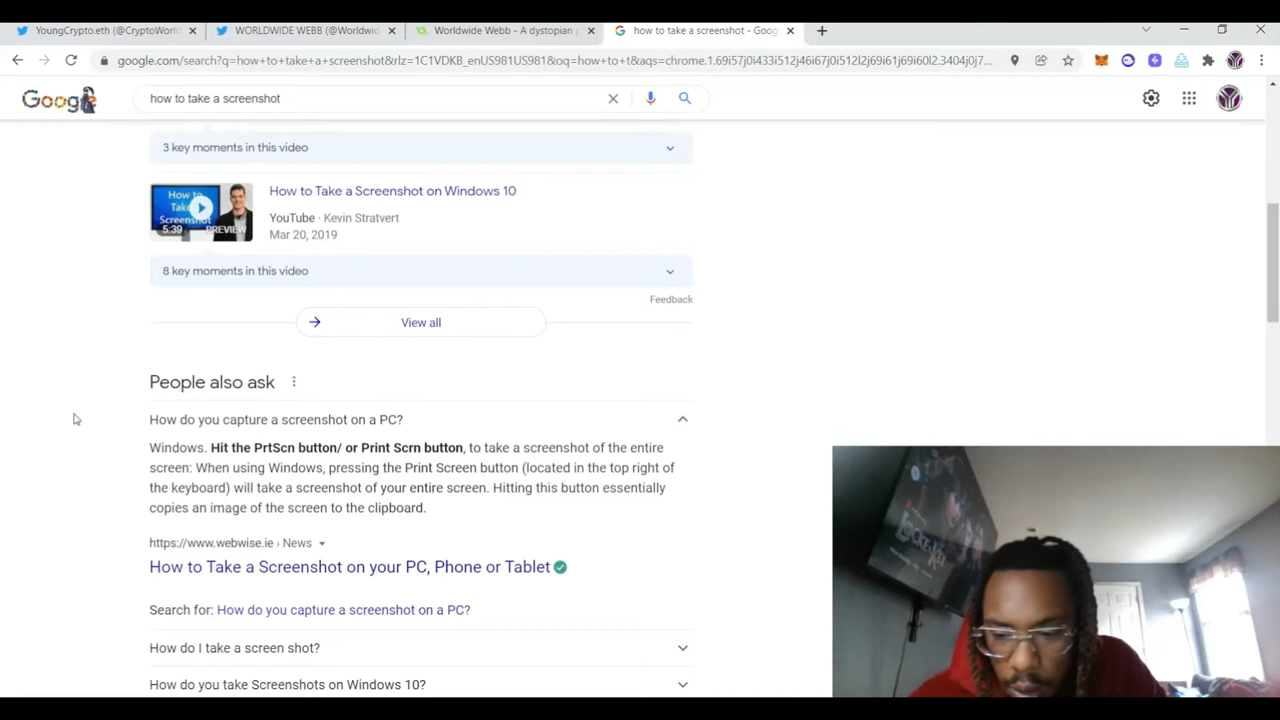 YoungCrypto.eth (@CryptoWorld
WORLDWIDE WEBB (@Worldwid
Worldwide Webb - A dystopian p
how to take a screenshot - Goog
google.com/search?q=how+to+take+a+screenshot&rlz=1C1VDKB_enUS981US981&oq=how+to+t&aqs=chrome.1.69i57j0i433i512j46i67j0i512l2j69i61j69i60l2.3404j0j7...
Google
how to take a screenshot
3 key moments in this video
How to
Take
Screenshot
5:39
PREVIEW
How to Take a Screenshot on Windows 10
YouTube · Kevin Stratvert
Mar 20, 2019
8 key moments in this video
Feedback
View all
People also ask
How do you capture a screenshot on a PC?
Windows. Hit the PrtScn button/ or Print Scrn button, to take a screenshot of the entire
screen: When using Windows, pressing the Print Screen button (located in the top right of
the keyboard) will take a screenshot of your entire screen. Hitting this button essentially
copies an image of the screen to the clipboard.
https://www.webwise.ie › News
How to Take a Screenshot on your PC, Phone or Tablet
Search for: How do you capture a screenshot on a PC?
How do I take a screen shot?
How do you take Screenshots on Windows 10?